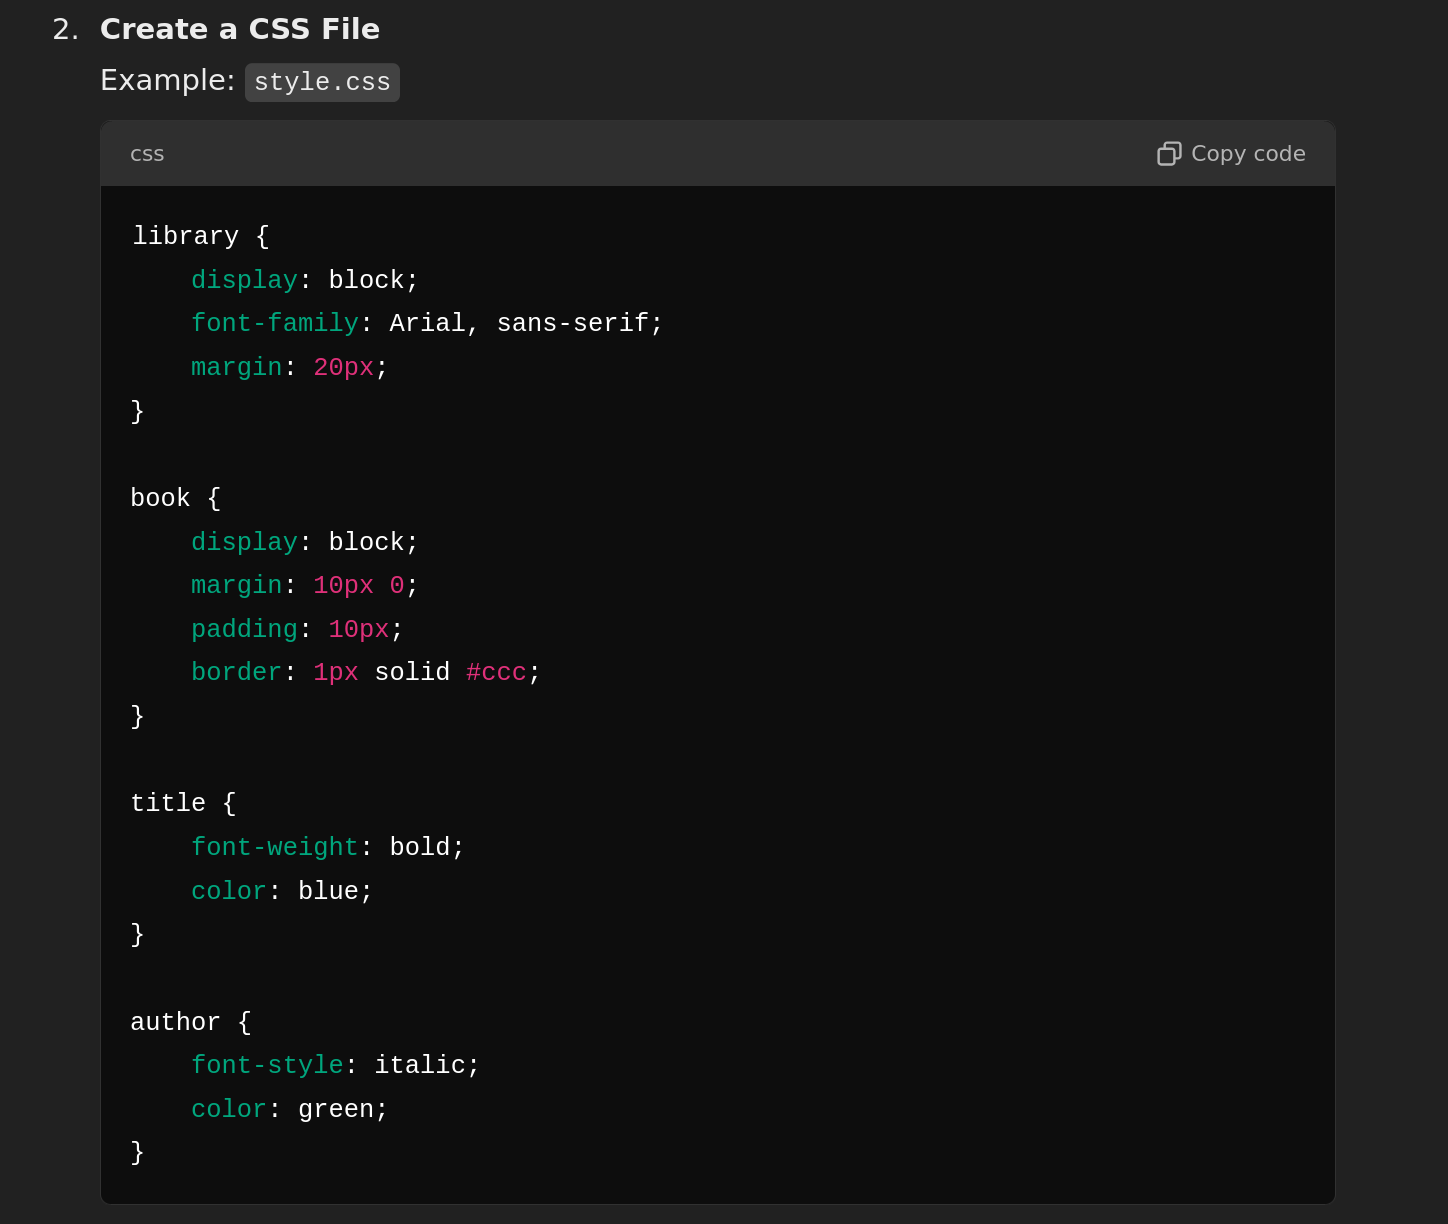 2. Create a CSS File
Example: style.css
css
Copy code
library {
    display: block;
    font-family: Arial, sans-serif;
    margin: 20px;
}
book {
    display: block;
    margin: 10px 0;
    padding: 10px;
    border: 1px solid #ccc;
}
title {
    font-weight: bold;
    color: blue;
}
author {
    font-style: italic;
    color: green;
}